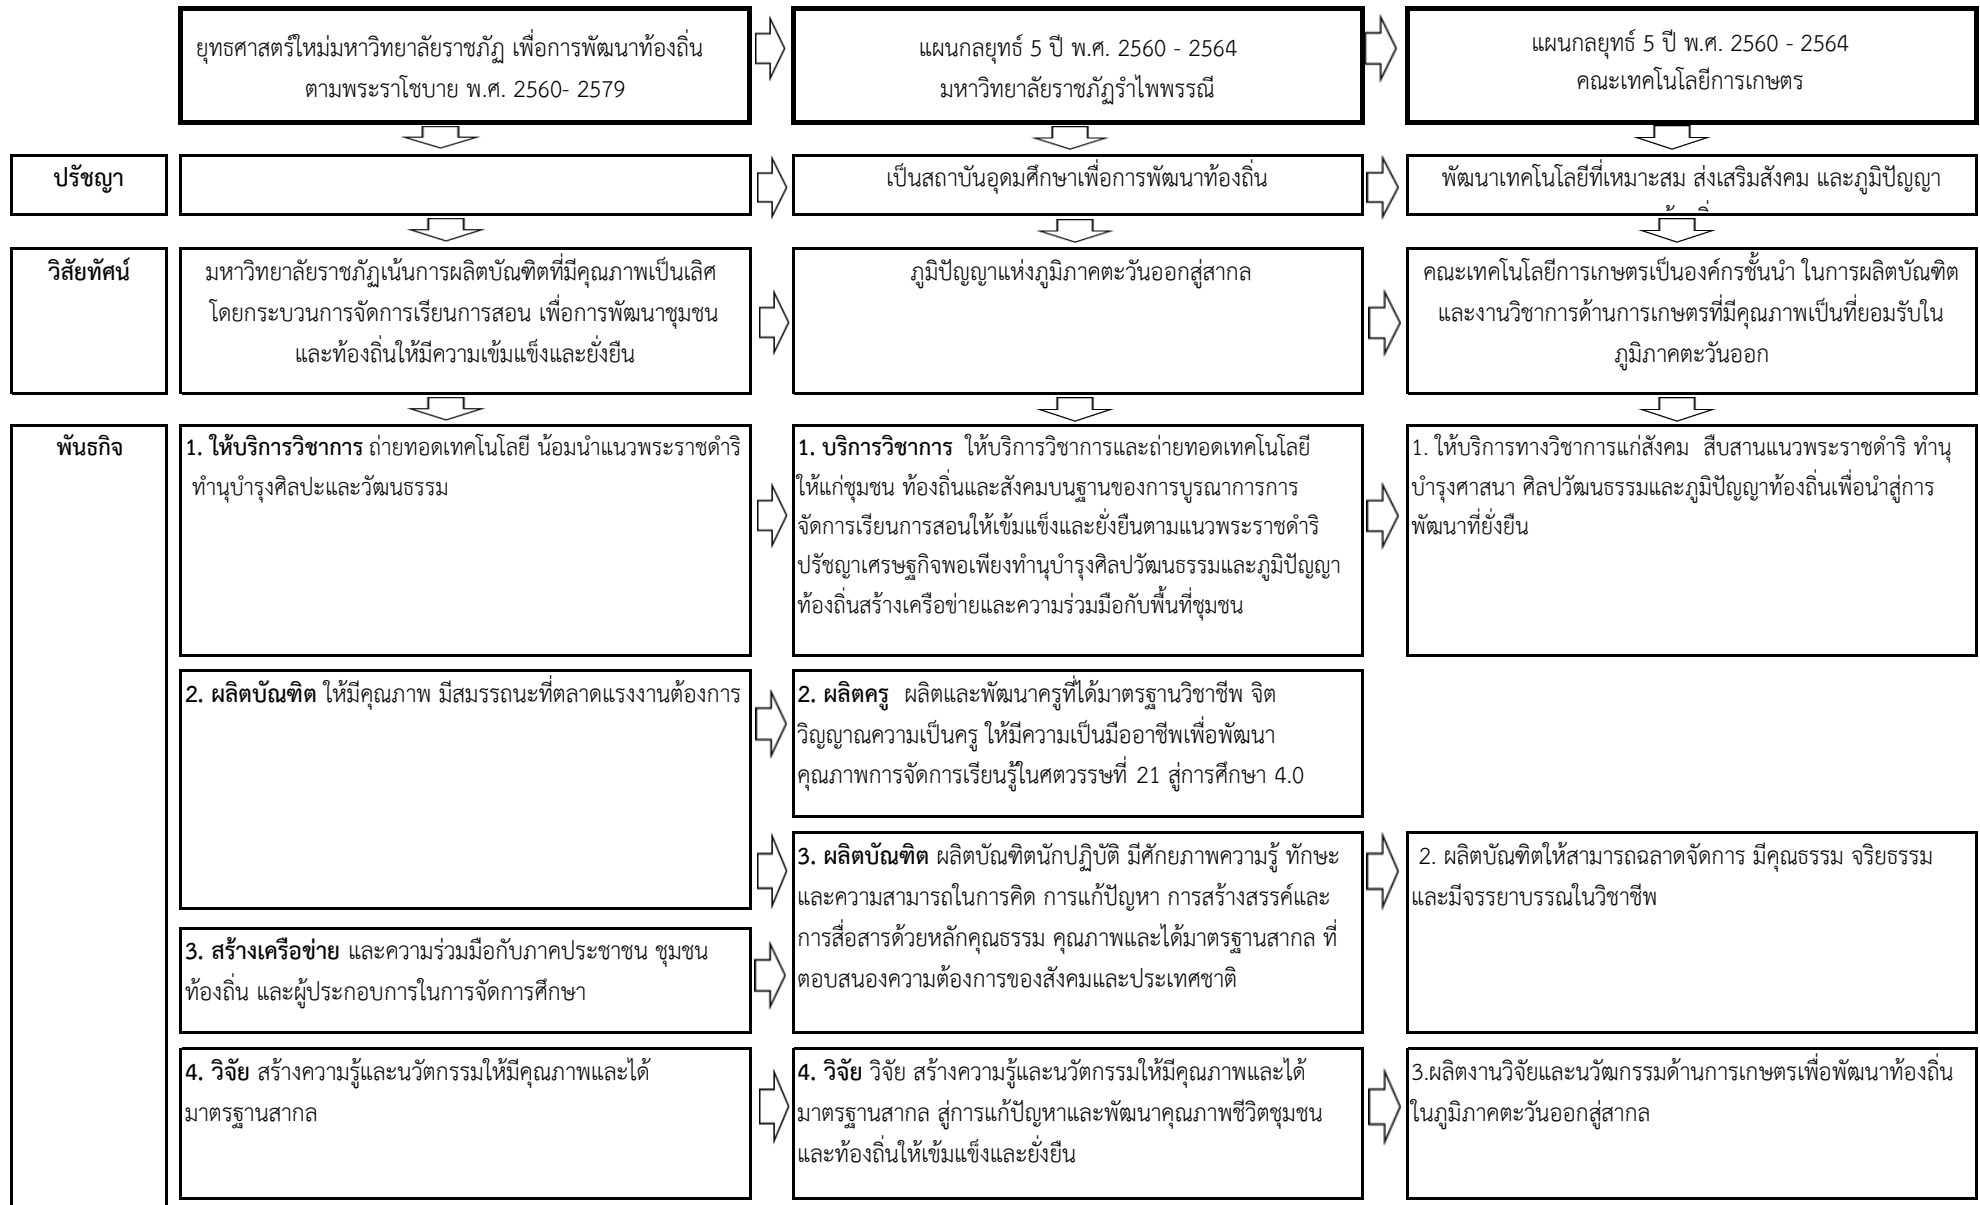 ยุทธศาสตร์ใหม่มหาวิทยาลัยราชภัฏ เพื่อการพัฒนาท้องถิ่น
ตามพระราโชบาย พ.ศ. 2560- 2579
แผนกลยุทธ์ 5 ปี พ.ศ. 2560 - 2564
มหาวิทยาลัยราชภัฏรำไพพรรณี
แผนกลยุทธ์ 5 ปี พ.ศ. 2560 - 2564
คณะเทคโนโลยีการเกษตร
ปรัชญา
เป็นสถาบันอุดมศึกษาเพื่อการพัฒนาท้องถิ่น
พัฒนาเทคโนโลยีที่เหมาะสม ส่งเสริมสังคม และภูมิปัญญา
วิสัยทัศน์
มหาวิทยาลัยราชภัฏเน้นการผลิตบัณฑิตที่มีคุณภาพเป็นเลิศ
โดยกระบวนการจัดการเรียนการสอน เพื่อการพัฒนาชุมชน
และท้องถิ่นให้มีความเข้มแข็งและยั่งยืน
ภูมิปัญญาแห่งภูมิภาคตะวันออกสู่สากล
คณะเทคโนโลยีการเกษตรเป็นองค์กรชั้นนำ ในการผลิตบัณฑิต
และงานวิชาการด้านการเกษตรที่มีคุณภาพเป็นที่ยอมรับใน
ภูมิภาคตะวันออก
พันธกิจ
1. ให้บริการวิชาการ ถ่ายทอดเทคโนโลยี น้อมนำแนวพระราชดำริ
ทำนุบำรุงศิลปะและวัฒนธรรม
1. บริการวิชาการ ให้บริการวิชาการและถ่ายทอดเทคโนโลยี
ให้แก่ชุมชน ท้องถิ่นและสังคมบนฐานของการบูรณาการการ
จัดการเรียนการสอนให้เข้มแข็งและยั่งยืนตามแนวพระราชดำริ
ปรัชญาเศรษฐกิจพอเพียงทำนุบำรุงศิลปวัฒนธรรมและภูมิปัญญา
ท้องถิ่นสร้างเครือข่ายและความร่วมมือกับพื้นที่ชุมชน
1. ให้บริการทางวิชาการแก่สังคม สืบสานแนวพระราชดำริ ทำนุ
บำรุงศาสนา ศิลปวัฒนธรรมและภูมิปัญญาท้องถิ่นเพื่อนำสู่การ
พัฒนาที่ยั่งยืน
2. ผลิตบัณฑิต ให้มีคุณภาพ มีสมรรถนะที่ตลาดแรงงานต้องการ
2. ผลิตครู ผลิตและพัฒนาครูที่ได้มาตรฐานวิชาชีพ จิต
วิญญาณความเป็นครู ให้มีความเป็นมืออาชีพเพื่อพัฒนา
คุณภาพการจัดการเรียนรู้ในศตวรรษที่ 21 สู่การศึกษา 4.0
3. ผลิตบัณฑิต ผลิตบัณฑิตนักปฏิบัติ มีศักยภาพความรู้ ทักษะ
และความสามารถในการคิด การแก้ปัญหา การสร้างสรรค์และ
การสื่อสารด้วยหลักคุณธรรม คุณภาพและได้มาตรฐานสากล ที่
ตอบสนองความต้องการของสังคมและประเทศชาติ
2. ผลิตบัณฑิตให้สามารถฉลาดจัดการ มีคุณธรรม จริยธรรม
และมีจรรยาบรรณในวิชาชีพ
3. สร้างเครือข่าย และความร่วมมือกับภาคประชาชน ชุมชน
ท้องถิ่น และผู้ประกอบการในการจัดการศึกษา
4. วิจัย สร้างความรู้และนวัตกรรมให้มีคุณภาพและได้
มาตรฐานสากล
4. วิจัย วิจัย สร้างความรู้และนวัตกรรมให้มีคุณภาพและได้
มาตรฐานสากล สู่การแก้ปัญหาและพัฒนาคุณภาพชีวิตชุมชน
และท้องถิ่นให้เข้มแข็งและยั่งยืน
3.ผลิตงานวิจัยและนวัฒกรรมด้านการเกษตรเพื่อพัฒนาท้องถิ่น
ในภูมิภาคตะวันออกสู่สากล